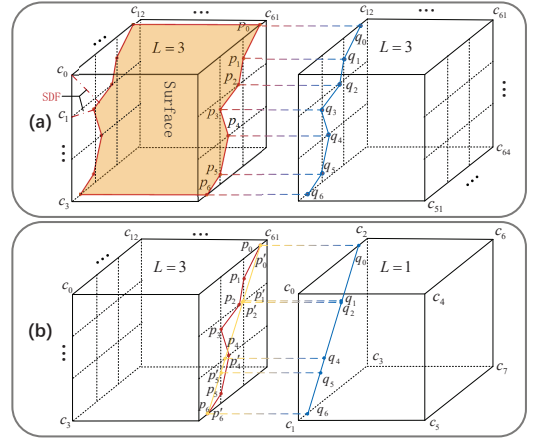 c12 ... c61 c12 ... c61
L = 3 p0 q0 L = 3
c0 p1 q1
SDF p2 q2
c1 Surface p3 q3
(a) p4 q4
p5 q5 c64
p6 q6
c3 c51
c12 ... c61 c2 c6
L = 3 p0 p'0 q0 L = 1
c0 p1 c0 c4
p2 p'1 q1
p'2 q2
(b) p3
p4 p'4 q4 c3 c7
p'5 q5
p5
p6 p'6 q6
c3 c1 c5